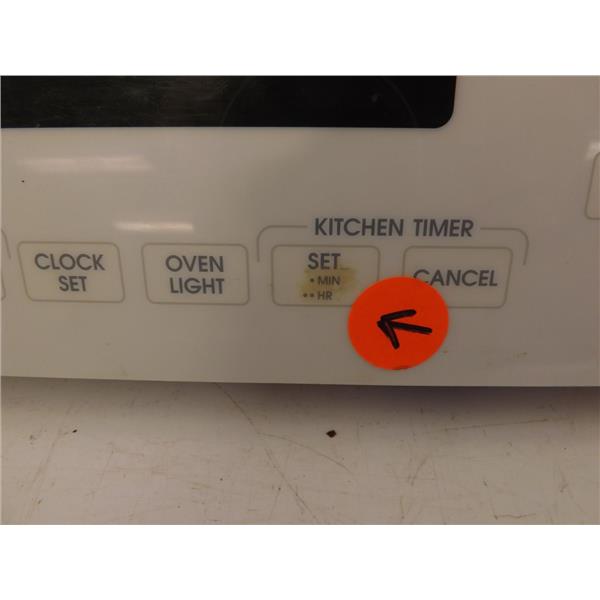 KITCHEN TIMER
CLOCK
SET
OVEN
LIGHT
SET
• MIN
•• HR
CANCEL